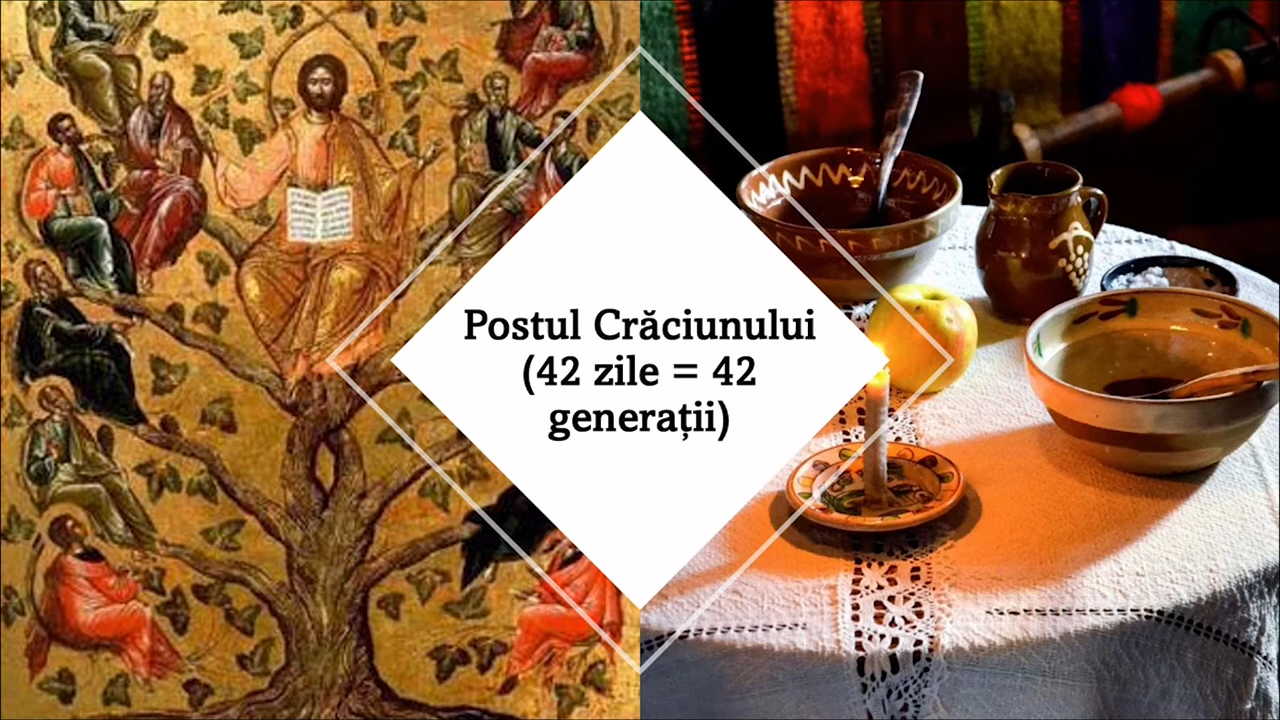 Postul Crăciunului
(42 zile = 42
generații)